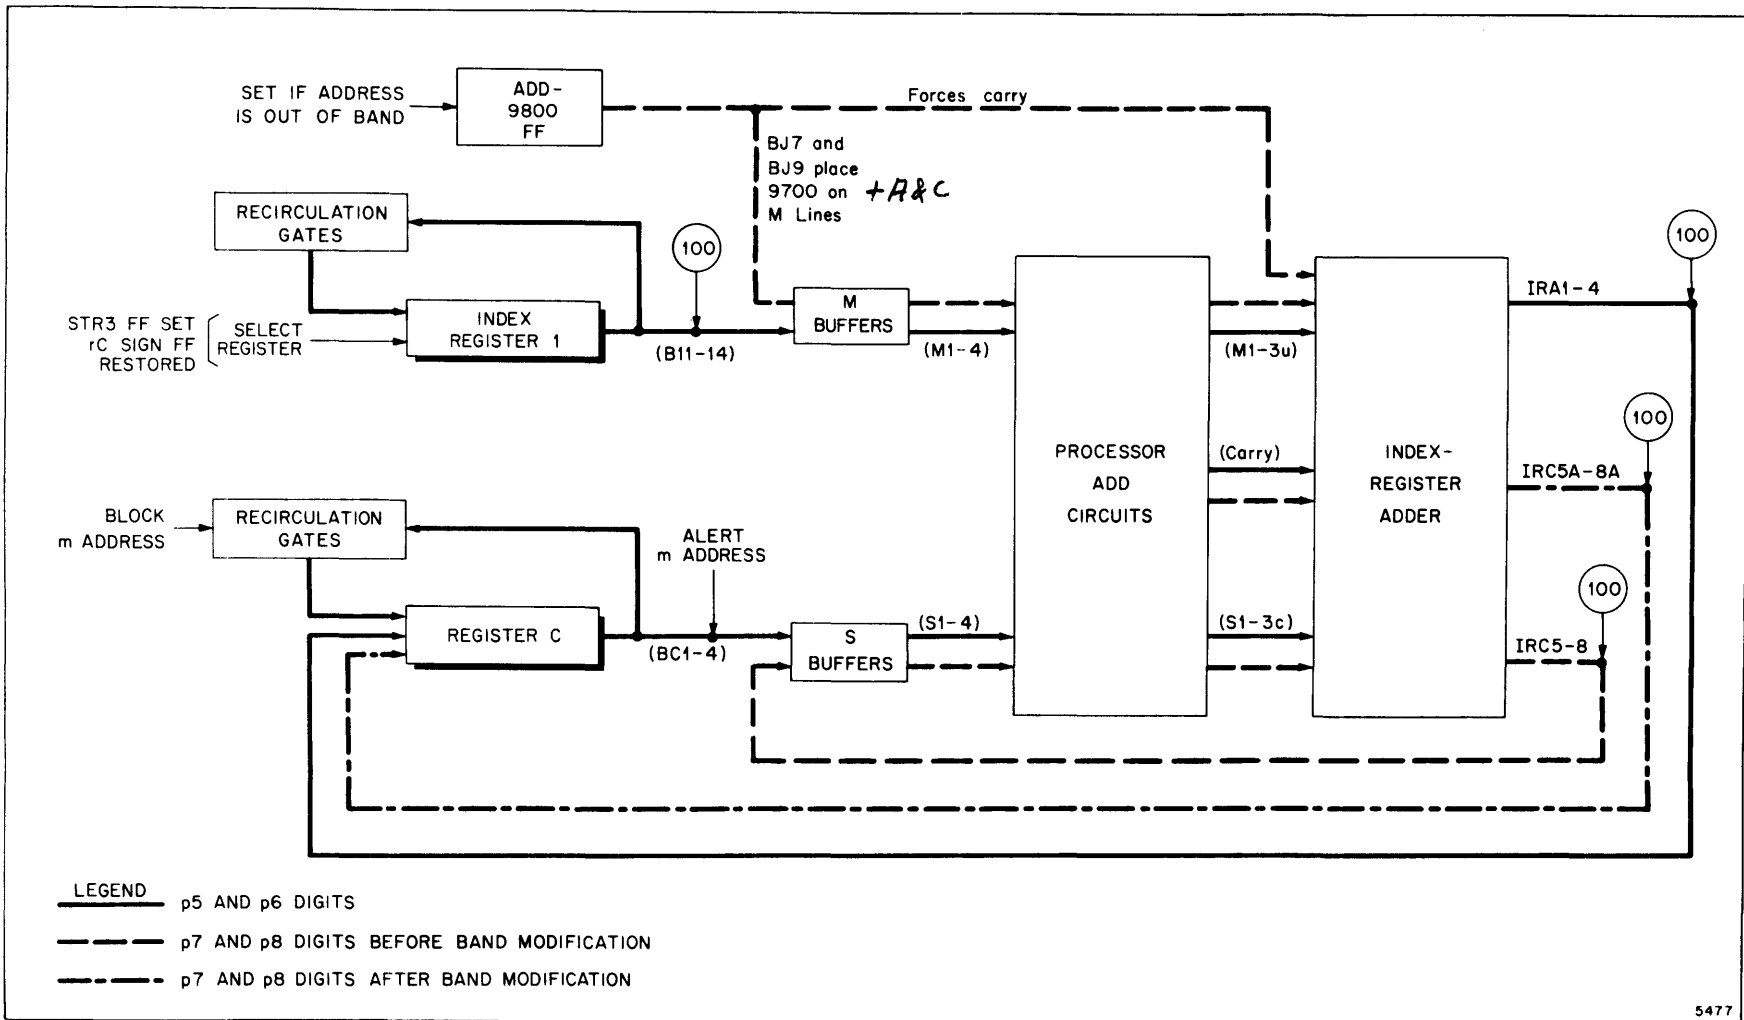 SET IF ADDRESS
IS OUT OF BAND
ADD-
9800
FF
Forces carry
BJ7 and
BJ9 place
9700 on +A&C
M Lines
RECIRCULATION
GATES
100
100
STR3 FF SET
rC SIGN FF
RESTORED
SELECT
REGISTER
INDEX
REGISTER 1
(B11-14)
M
BUFFERS
(M1-4)
(M1-3u)
IRA1-4
PROCESSOR
ADD
CIRCUITS
(Carry)
INDEX-
REGISTER
ADDER
100
IRC5A-8A
BLOCK
m ADDRESS
RECIRCULATION
GATES
ALERT
m ADDRESS
100
REGISTER C
(BC1-4)
S
BUFFERS
(S1-4)
(S1-3c)
IRC5-8
LEGEND
p5 AND p6 DIGITS
p7 AND p8 DIGITS BEFORE BAND MODIFICATION
p7 AND p8 DIGITS AFTER BAND MODIFICATION
5477